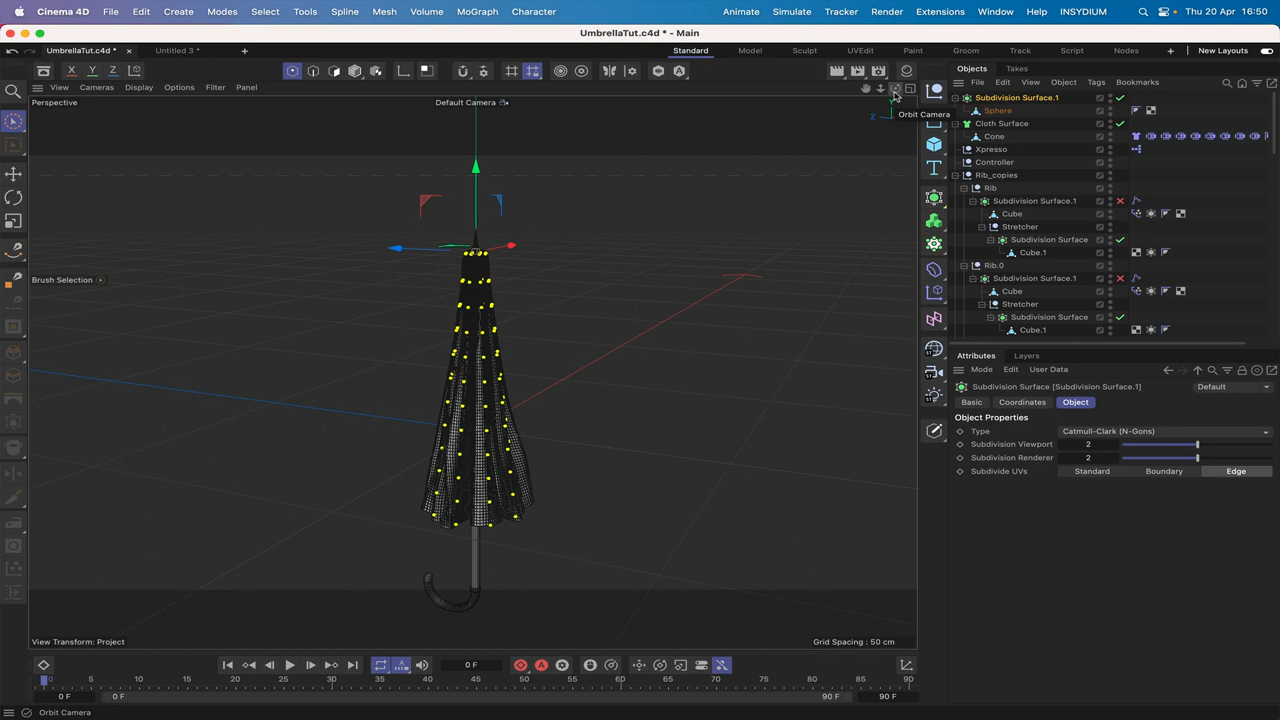 Cinema 4D File Edit Create Modes Select Tools Spline Mesh Volume MoGraph Character Animate Simulate Tracker Render Extensions Window Help INSYDIUM Thu 20 Apr 16:50
UmbrellaTut.c4d * - Main
UmbrellaTut.c4d * Untitled 3 * Standard Model Sculpt UVEdit Paint Groom Track Script Nodes New Layouts
X Y Z
Objects Takes
View Cameras Display Options Filter Panel
File Edit View Object Tags Bookmarks
Perspective
Default Camera
Subdivision Surface.1
Sphere
Z
Orbit Camera
Cloth Surface
Cone
Xpresso
Controller
Rib_copies
Rib
Subdivision Surface.1
Cube
Stretcher
Subdivision Surface
Cube.1
Rib.0
Subdivision Surface.1
Cube
Stretcher
Subdivision Surface
Cube.1
Brush Selection
Attributes Layers
Mode Edit User Data
Subdivision Surface [Subdivision Surface.1] Default
Basic Coordinates Object
Object Properties
Type Catmull-Clark (N-Gons)
Subdivision Viewport 2
Subdivision Renderer 2
Subdivide UVs Standard Boundary Edge
View Transform: Project
Grid Spacing : 50 cm
0 F
0 5 10 15 20 25 30 35 40 45 50 55 60 65 70 75 80 85 90
0 F 0 F 90 F 90 F
Orbit Camera